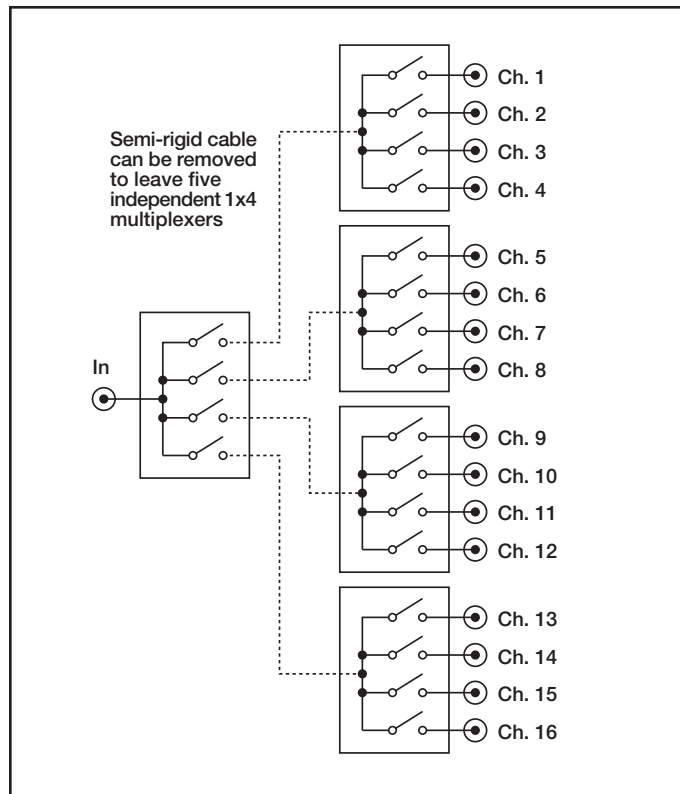 Semi-rigid cable
can be removed
to leave five
independent 1x4
multiplexers
In
Ch. 1
Ch. 2
Ch. 3
Ch. 4
Ch. 5
Ch. 6
Ch. 7
Ch. 8
Ch. 9
Ch. 10
Ch. 11
Ch. 12
Ch. 13
Ch. 14
Ch. 15
Ch. 16